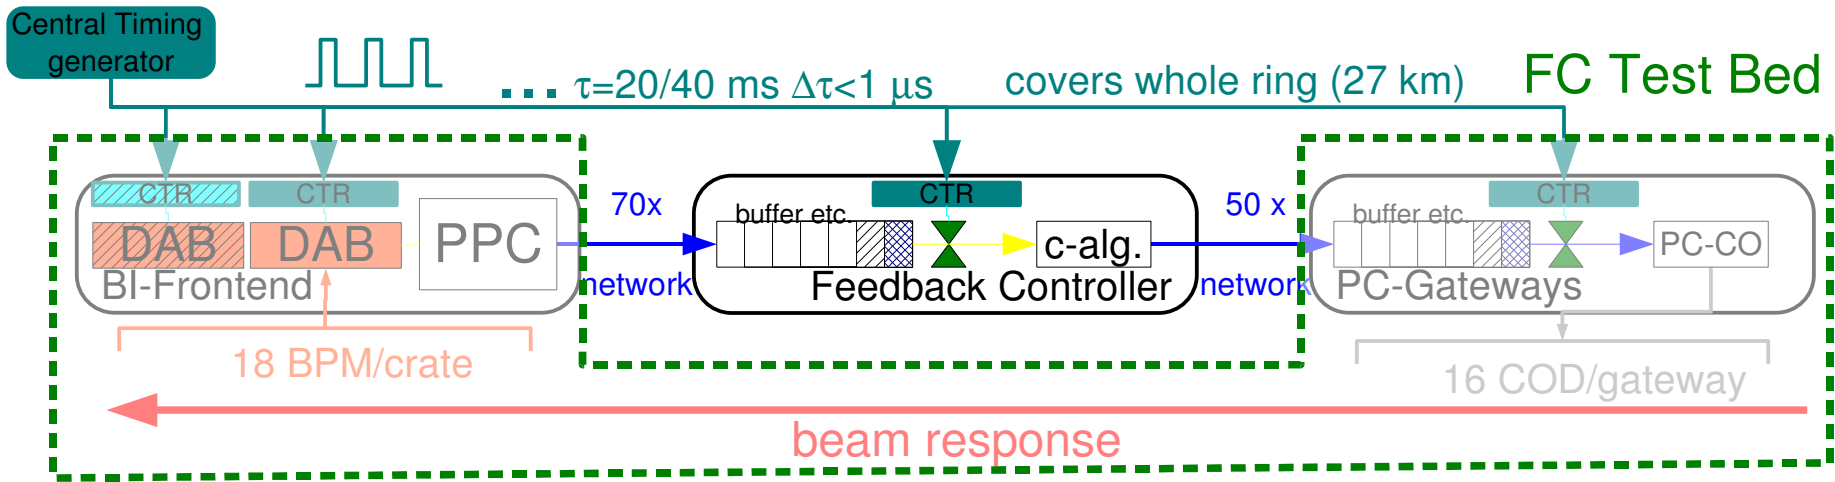 Central Timing
generator
... τ=20/40 ms Δτ<1 μs
covers whole ring (27 km)
FC Test Bed
CTR
CTR
CTR
CTR
DAB
DAB
PPC
BI-Frontend
70x
network
buffer etc.
c-alg.
Feedback Controller
50 x
network
buffer etc.
PC-CO
PC-Gateways
18 BPM/crate
16 COD/gateway
beam response